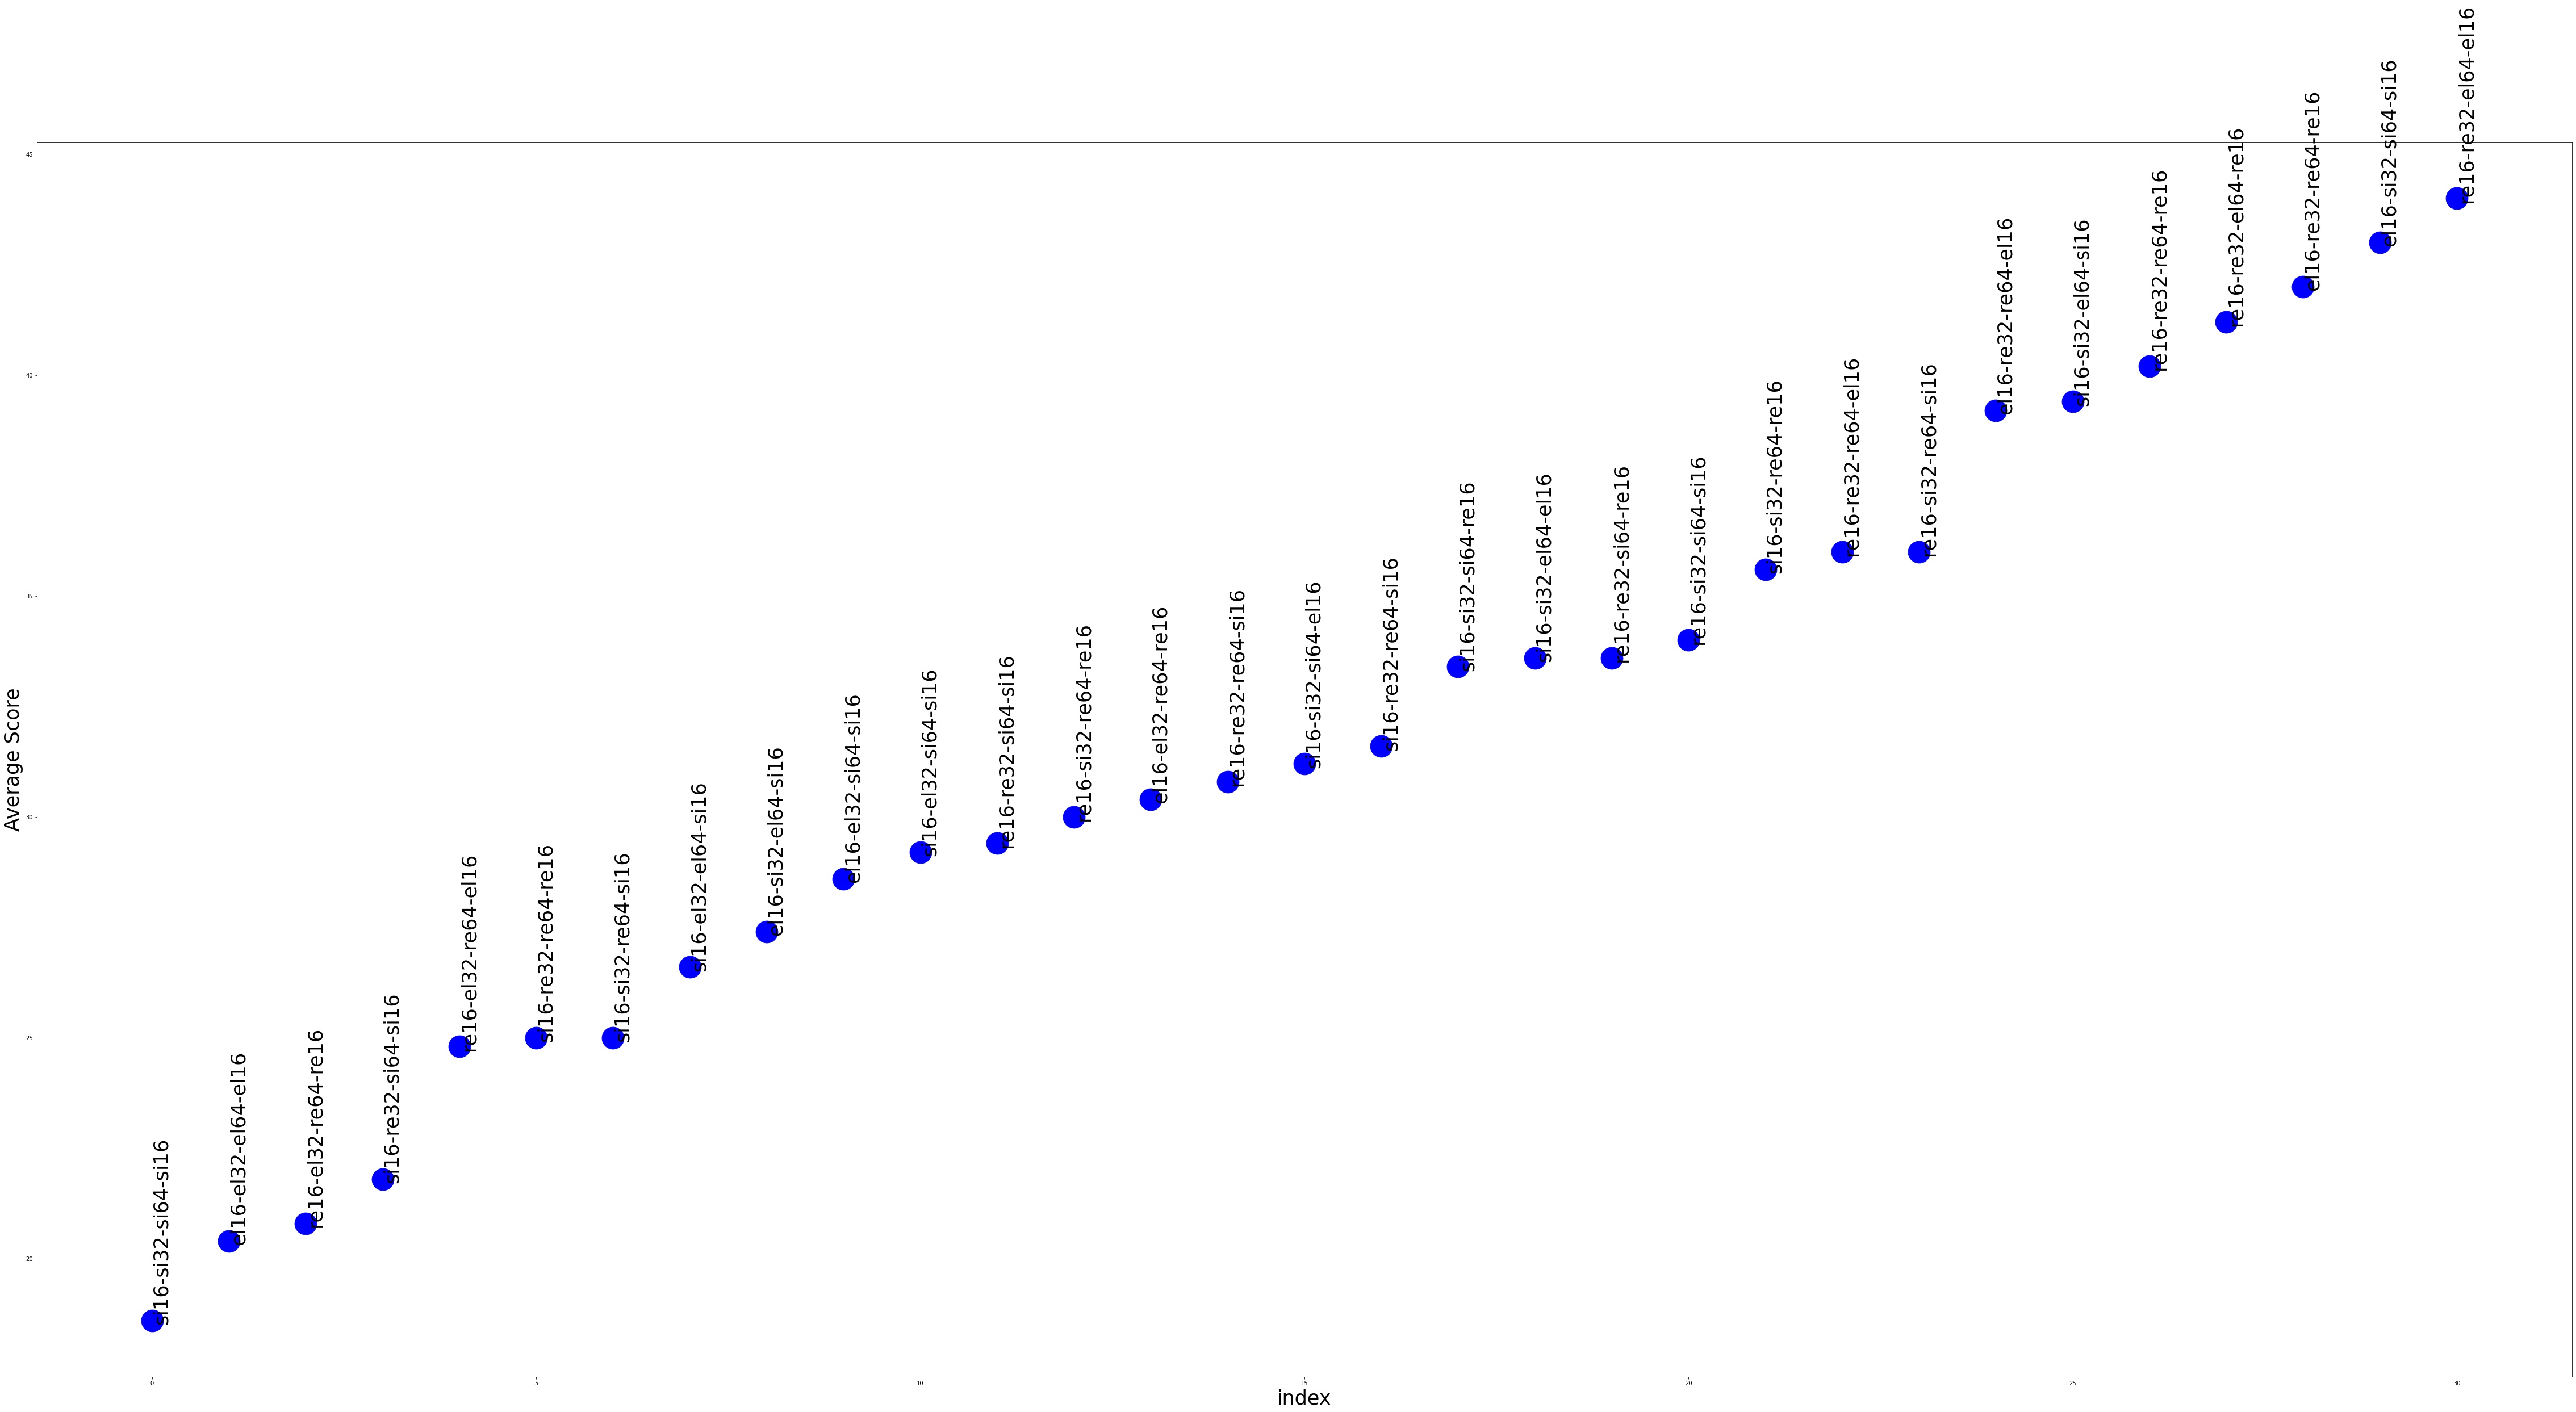 re16-re32-el64-el16
el16-si32-si64-si16
el16-re32-re64-re16
re16-re32-el64-re16
re16-re32-re64-re16
si16-si32-el64-si16
el16-re32-re64-el16
re16-si32-re64-si16
re16-re32-re64-el16
si16-si32-re64-re16
re16-si32-si64-si16
re16-re32-si64-re16
si16-si32-el64-el16
si16-si32-si64-re16
si16-re32-re64-si16
si16-si32-si64-el16
re16-re32-re64-si16
el16-el32-re64-re16
re16-si32-re64-re16
re16-re32-si64-si16
si16-el32-si64-si16
el16-el32-si64-si16
el16-si32-el64-si16
si16-el32-el64-si16
si16-si32-re64-si16
si16-re32-re64-re16
re16-el32-re64-el16
si16-re32-si64-si16
re16-el32-re64-re16
el16-el32-el64-el16
si16-si32-si64-si16
45
40
35
30
25
20
Average Score
0
5
10
15
20
25
30
index